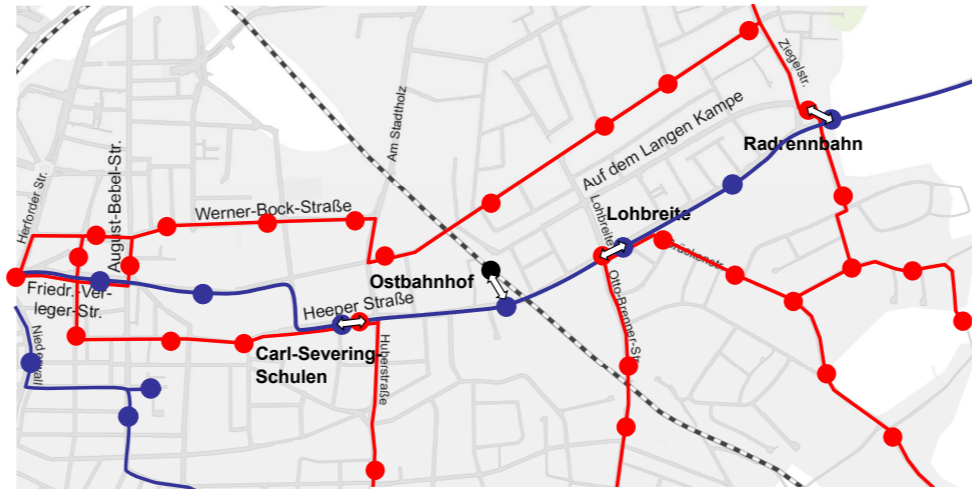 Ziegelstr.
Am Stadtholz
Auf dem Langen Kampe
Radrennbahn
August-Bebel-Str.
Herforder Str.
Werner-Bock-Straße
Lohbreite
Lohbreite
Ostbahnhof
Friedr.-Ver-
leger-Str.
Heeper Straße
Otto-Brenner-Str.
Niederwall
Carl-Severing-
Schulen
Huberstraße